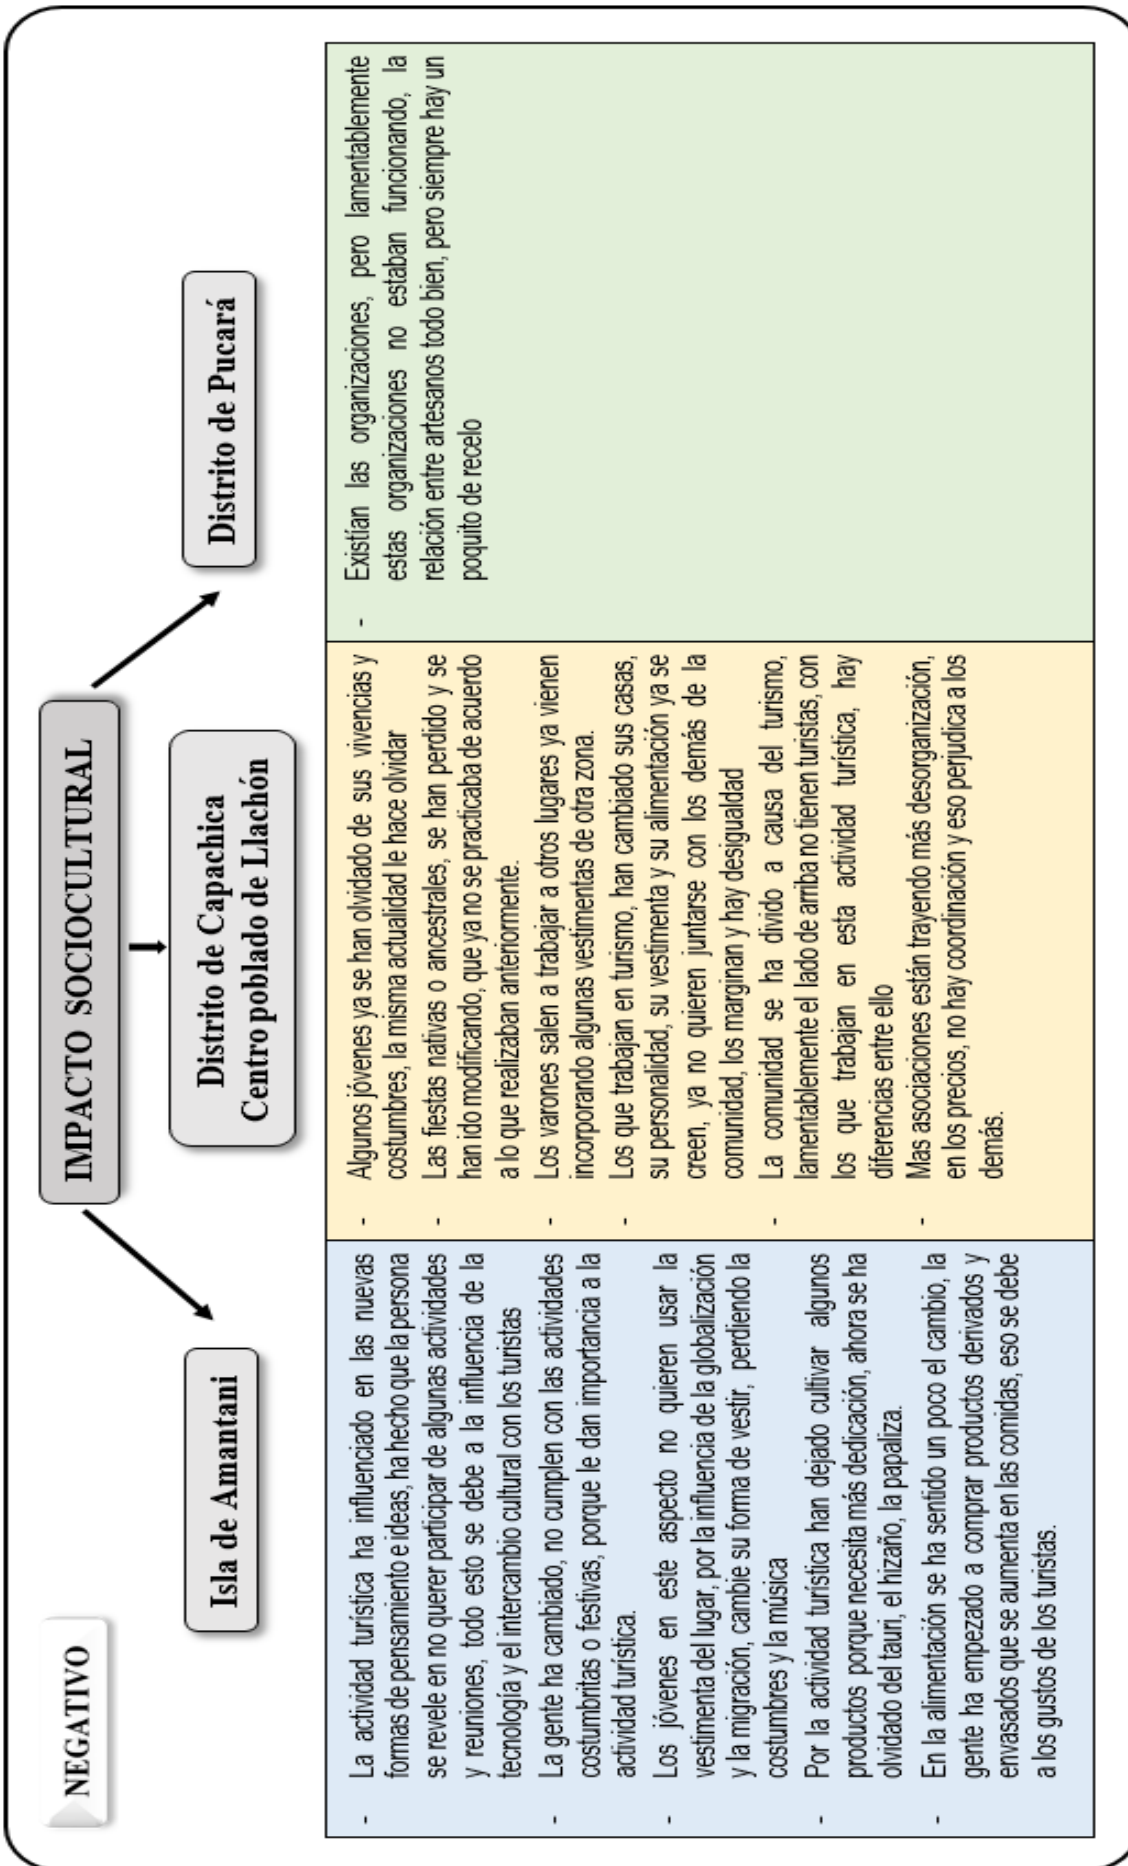 NEGATIVO
IMPACTO SOCIOCULTURAL
Isla de Amantani
Distrito de Capachica
Centro poblado de Llachón
Distrito de Pucará
- La actividad turística ha influenciado en las nuevas
formas de pensamiento e ideas, ha hecho que la persona
se revele en no querer participar de algunas actividades
y reuniones, todo esto se debe a la influencia de la
tecnología y el intercambio cultural con los turistas
- La gente ha cambiado, no cumplen con las actividades
costumbritas o festivas, porque le dan importancia a la
actividad turística.
- Los jóvenes en este aspecto no quieren usar la
vestimenta del lugar, por la influencia de la globalización
y la migración, cambie su forma de vestir, perdiendo la
costumbres y la música
- Por la actividad turística han dejado cultivar algunos
productos porque necesita más dedicación, ahora se ha
olvidado del tauri, el hizaño, la papaliza.
- En la alimentación se ha sentido un poco el cambio, la
gente ha empezado a comprar productos derivados y
envasados que se aumenta en las comidas, eso se debe
a los gustos de los turistas.
- Algunos jóvenes ya se han olvidado de sus vivencias y
costumbres, la misma actualidad le hace olvidar
- Las fiestas nativas o ancestrales, se han perdido y se
han ido modificando, que ya no se practicaba de acuerdo
a lo que realizaban anteriormente.
- Los varones salen a trabajar a otros lugares ya vienen
incorporando algunas vestimentas de otra zona.
- Los que trabajan en turismo, han cambiado sus casas,
su personalidad, su vestimenta y su alimentación ya se
creen, ya no quieren juntarse con los demás de la
comunidad, los marginan y hay desigualdad
- La comunidad se ha divido a causa del turismo,
lamentablemente el lado de arriba no tienen turistas, con
los que trabajan en esta actividad turística, hay
diferencias entre ello
- Mas asociaciones están trayendo más desorganización,
en los precios, no hay coordinación y eso perjudica a los
demás.
- Existían las organizaciones, pero lamentablemente
estas organizaciones no estaban funcionando, la
relación entre artesanos todo bien, pero siempre hay un
poquito de recelo